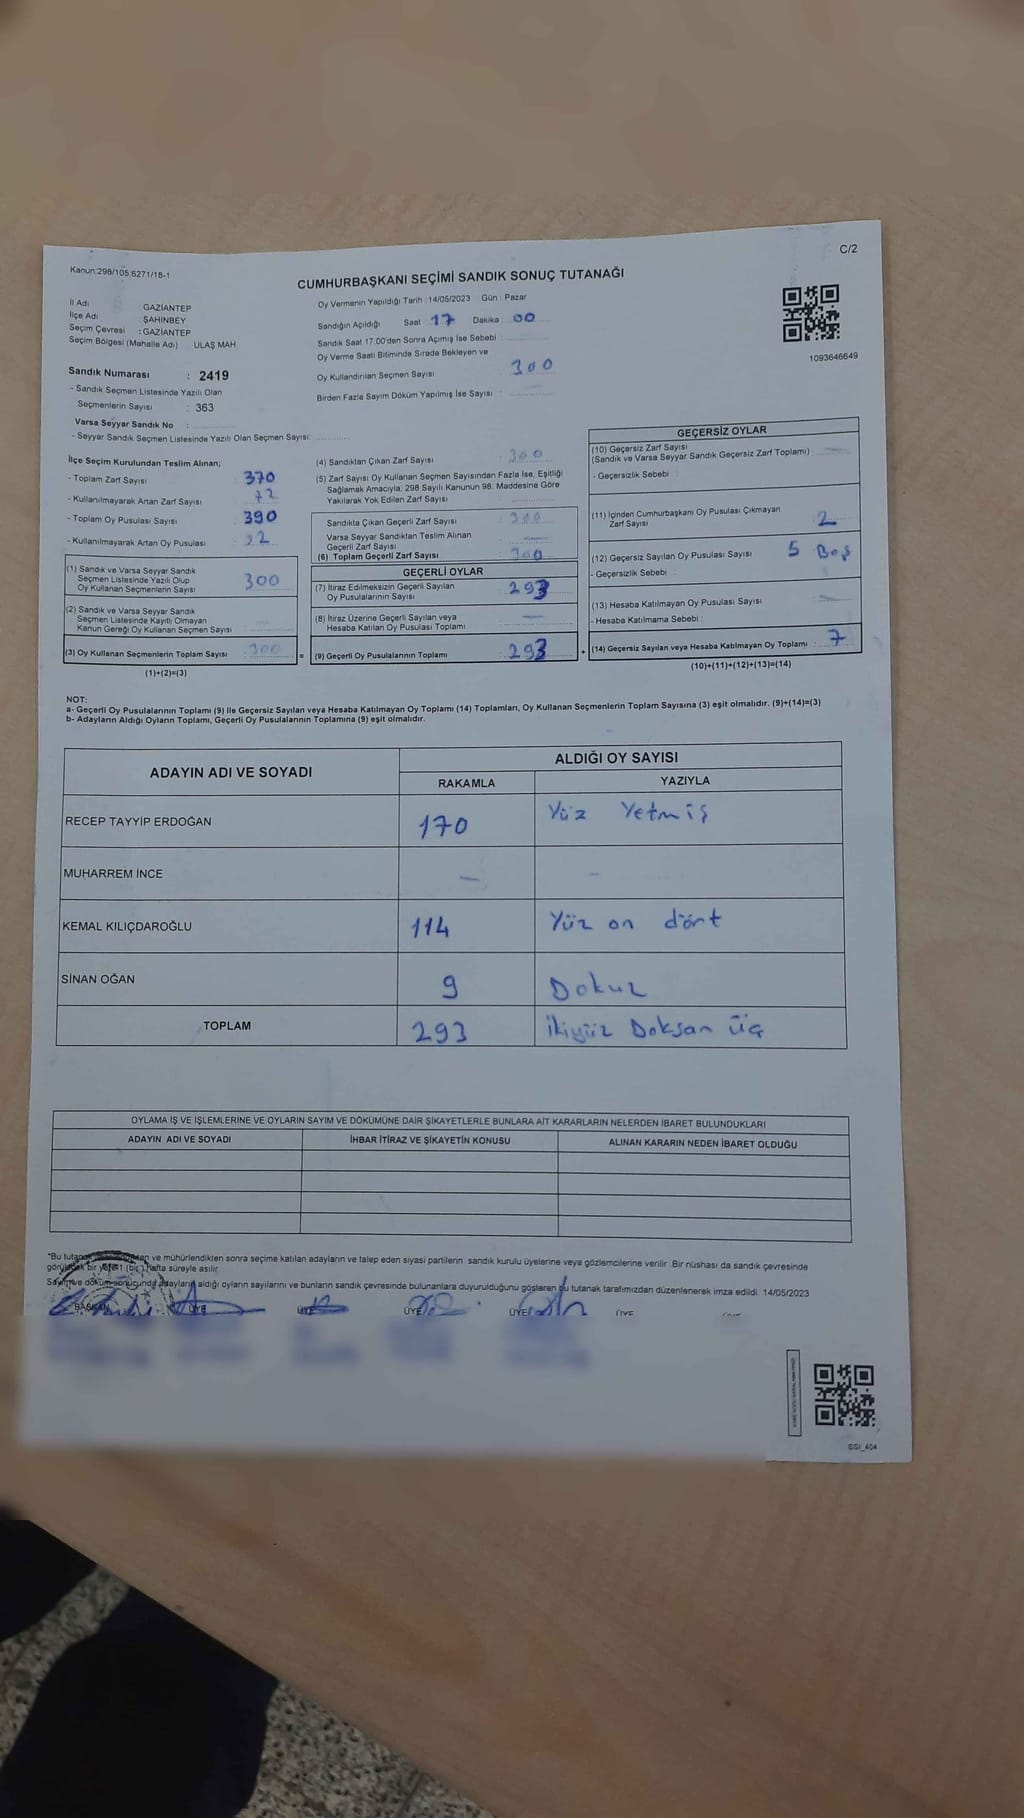 C/2
Kanun:298/105,6271/18-1
CUMHURBAŞKANI SEÇİMİ SANDIK SONUÇ TUTANAĞI
İl Adı : GAZİANTEP
İlçe Adı : ŞAHİNBEY
Seçim Çevresi : GAZİANTEP
Seçim Bölgesi (Mahalle Adı) : ULAŞ MAH
Sandık Numarası : 2419
- Sandık Seçmen Listesinde Yazılı Olan
Seçmenlerin Sayısı : 363
Varsa Seyyar Sandık No :
- Seyyar Sandık Seçmen Listesinde Yazılı Olan Seçmen Sayısı:
Oy Vermenin Yapıldığı Tarih : 14/05/2023 Gün : Pazar
Sandığın Açıldığı Saat 17 Dakika 00
Sandık Saat 17:00'den Sonra Açımış İse Sebebi :
Oy Verme Saati Bitiminde Sırada Bekleyen ve
Oy Kullandırılan Seçmen Sayısı : 300
Birden Fazla Sayım Döküm Yapılmış İse Sayısı :
1093646649
İlçe Seçim Kurulundan Teslim Alınan;
- Toplam Zarf Sayısı : 370
- Kullanılmayarak Artan Zarf Sayısı : 72
- Toplam Oy Pusulası Sayısı : 390
- Kullanılmayarak Artan Oy Pusulası : 92
(1) Sandık ve Varsa Seyyar Sandık
Seçmen Listesinde Yazılı Olup
Oy Kullanan Seçmenlerin Sayısı : 300
(2) Sandık ve Varsa Seyyar Sandık
Seçmen Listesinde Kayıtlı Olmayan
Kanun Gereği Oy Kullanan Seçmen Sayısı
(3) Oy Kullanan Seçmenlerin Toplam Sayısı : 300
(1)+(2)=(3)
(4) Sandıktan Çıkan Zarf Sayısı : 300
(5) Zarf Sayısı Oy Kullanan Seçmen Sayısından Fazla İse, Eşitliği
Sağlamak Amacıyla; 298 Sayılı Kanunun 98. Maddesine Göre
Yakılarak Yok Edilen Zarf Sayısı :
Sandıkta Çıkan Geçerli Zarf Sayısı : 300
Varsa Seyyar Sandıktan Teslim Alınan
Geçerli Zarf Sayısı : —
(6) Toplam Geçerli Zarf Sayısı : 300
GEÇERLİ OYLAR
(7) İtiraz Edilmeksizin Geçerli Sayılan
Oy Pusulalarının Sayısı : 293
(8) İtiraz Üzerine Geçerli Sayılan veya
Hesaba Katılan Oy Pusulası Toplamı : —
= (9) Geçerli Oy Pusulalarının Toplamı : 293
GEÇERSİZ OYLAR
(10) Geçersiz Zarf Sayısı
(Sandık ve Varsa Seyyar Sandık Geçersiz Zarf Toplamı) : —
- Geçersizlik Sebebi :
(11) İçinden Cumhurbaşkanı Oy Pusulası Çıkmayan
Zarf Sayısı : 2
(12) Geçersiz Sayılan Oy Pusulası Sayısı : 5 Boş
- Geçersizlik Sebebi :
(13) Hesaba Katılmayan Oy Pusulası Sayısı : —
- Hesaba Katılmama Sebebi :
+ (14) Geçersiz Sayılan veya Hesaba Katılmayan Oy Toplamı : 7
(10)+(11)+(12)+(13)=(14)
NOT:
a- Geçerli Oy Pusulalarının Toplamı (9) ile Geçersiz Sayılan veya Hesaba Katılmayan Oy Toplamı (14) Toplamları, Oy Kullanan Seçmenlerin Toplam Sayısına (3) eşit olmalıdır. (9)+(14)=(3)
b- Adayların Aldığı Oyların Toplamı, Geçerli Oy Pusulalarının Toplamına (9) eşit olmalıdır.
ADAYIN ADI VE SOYADI ALDIĞI OY SAYISI
RAKAMLA YAZIYLA
RECEP TAYYİP ERDOĞAN 170 Yüz Yetmiş
MUHARREM İNCE – –
KEMAL KILIÇDAROĞLU 114 Yüz on dört
SİNAN OĞAN 9 Dokuz
TOPLAM 293 ikiyüz Doksan üç
OYLAMA İŞ VE İŞLEMLERİNE VE OYLARIN SAYIM VE DÖKÜMÜNE DAİR ŞİKAYETLERLE BUNLARA AİT KARARLARIN NELERDEN İBARET BULUNDUKLARI
ADAYIN ADI VE SOYADI İHBAR İTİRAZ VE ŞİKAYETİN KONUSU ALINAN KARARIN NEDEN İBARET OLDUĞU
*Bu ve mühürlendikten sonra seçime katılan adayların ve talep eden siyasi partilerin sandık kurulu üyelerine veya gözlemcilerine verilir. Bir nüshası da sandık çevresinde
bir yere 1 (bir) hafta süreyle asılır.
Sayım ve döküm sonucunda adayların aldığı oyların sayılarını ve bunların sandık çevresinde bulunanlara duyurulduğunu gösteren bu tutanak tarafımızdan düzenlenerek imza edildi. 14/05/2023
BAŞKAN ÜYE ÜYE ÜYE ÜYE ÜYE
SSI_404